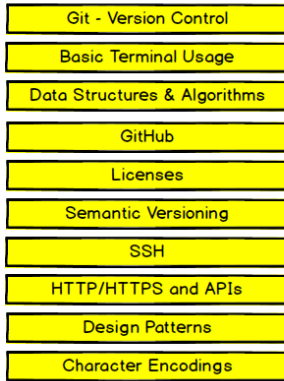 Git - Version Control
Basic Terminal Usage
Data Structures & Algorithms
GitHub
Licenses
Semantic Versioning
SSH
HTTP/HTTPS and APIs
Design Patterns
Character Encodings